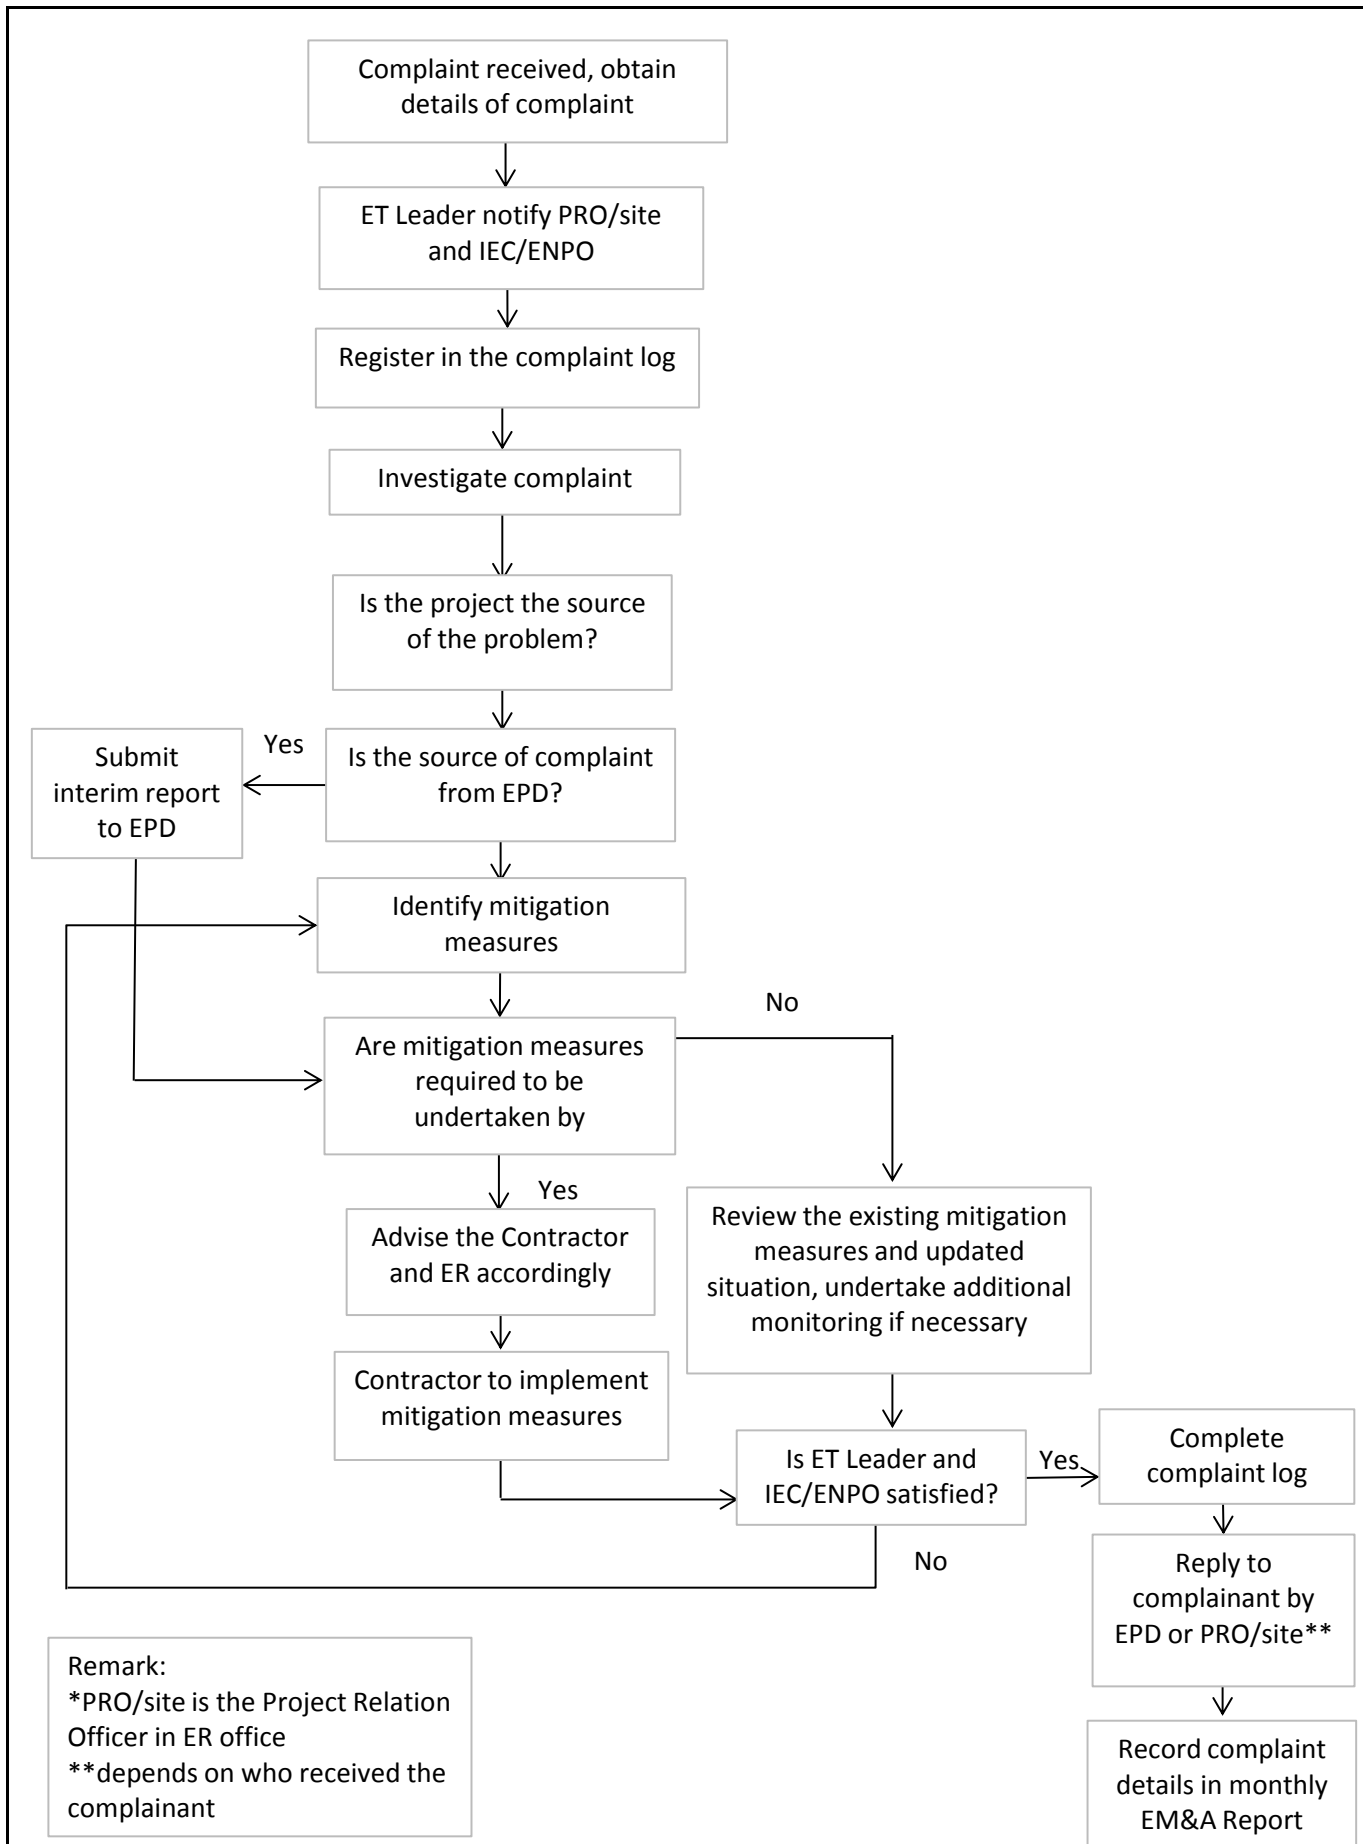 Complaint received, obtain
details of complaint
ET Leader notify PRO/site
and IEC/ENPO
Register in the complaint log
Investigate complaint
Is the project the source
of the problem?
Submit
interim report
to EPD
Yes
Is the source of complaint
from EPD?
Identify mitigation
measures
No
Are mitigation measures
required to be
undertaken by
Yes
Advise the Contractor
and ER accordingly
Review the existing mitigation
measures and updated
situation, undertake additional
monitoring if necessary
Contractor to implement
mitigation measures
Is ET Leader and
IEC/ENPO satisfied?
Yes
Complete
complaint log
No
Reply to
complainant by
EPD or PRO/site**
Record complaint
details in monthly
EM&A Report
Remark:
*PRO/site is the Project Relation
Officer in ER office
**depends on who received the
complainant